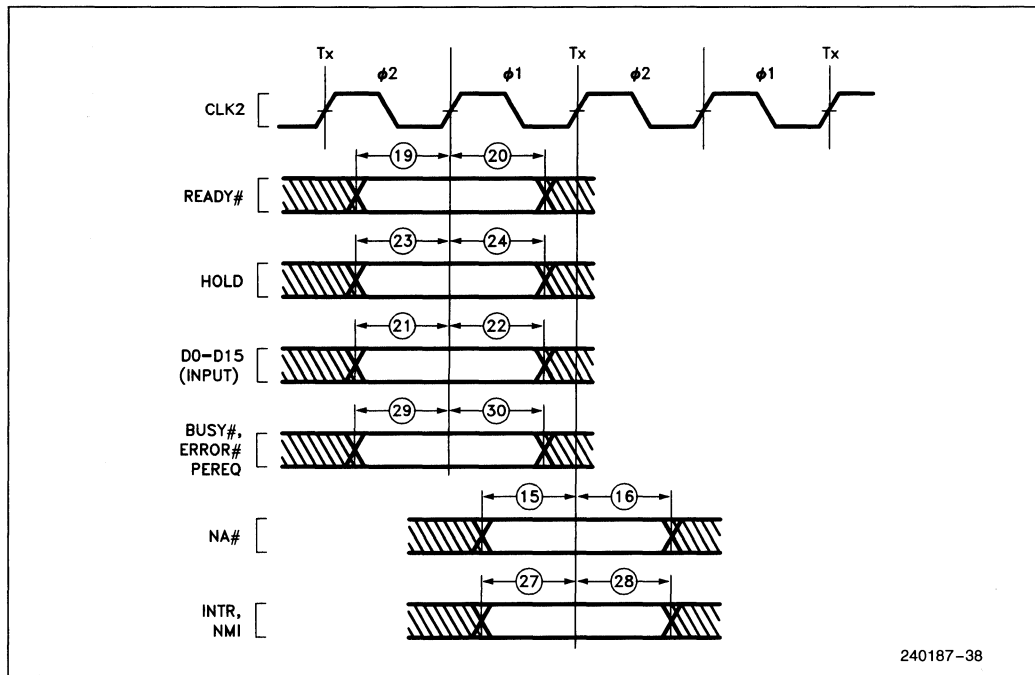 Tx Tx Tx
φ2 φ1 φ2 φ1
CLK2
19 20
READY#
23 24
HOLD
21 22
D0-D15
(INPUT)
29 30
BUSY#,
ERROR#
PEREQ
15 16
NA#
27 28
INTR,
NMI
240187-38